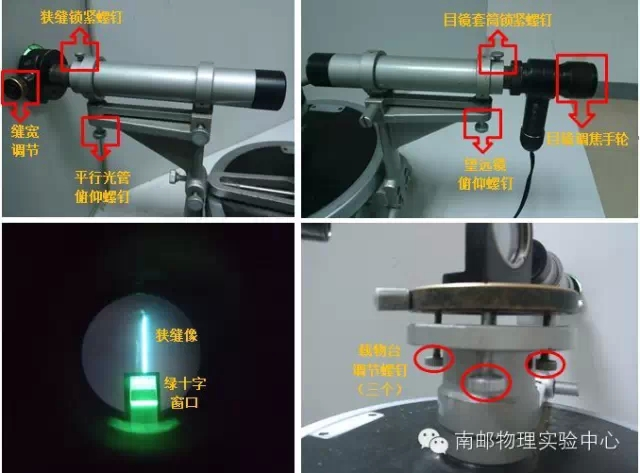 狭缝锁紧螺钉
缝宽
调节
平行光管
俯仰螺钉
目镜套筒锁紧螺钉
目镜调焦手轮
望远镜
俯仰螺钉
狭缝像
绿十字
窗口
载物台
调节螺钉
（三个）
南邮物理实验中心